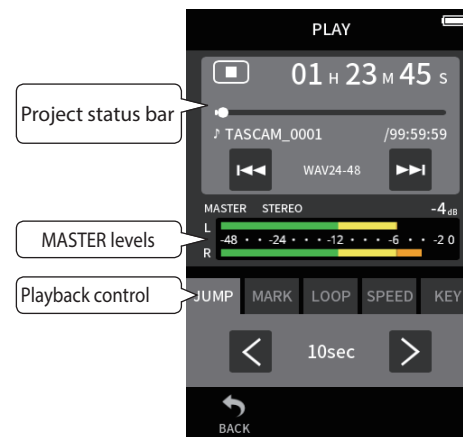 PLAY
01 H 23 M 45 S
Project status bar
♪ TASCAM_0001 /99:59:59
WAV24-48
MASTER STEREO -4dB
L
MASTER levels
-48 · · -24 · · · -12 · · · -6 · · -2 0
R
Playback control
JUMP MARK LOOP SPEED KEY
10sec
BACK